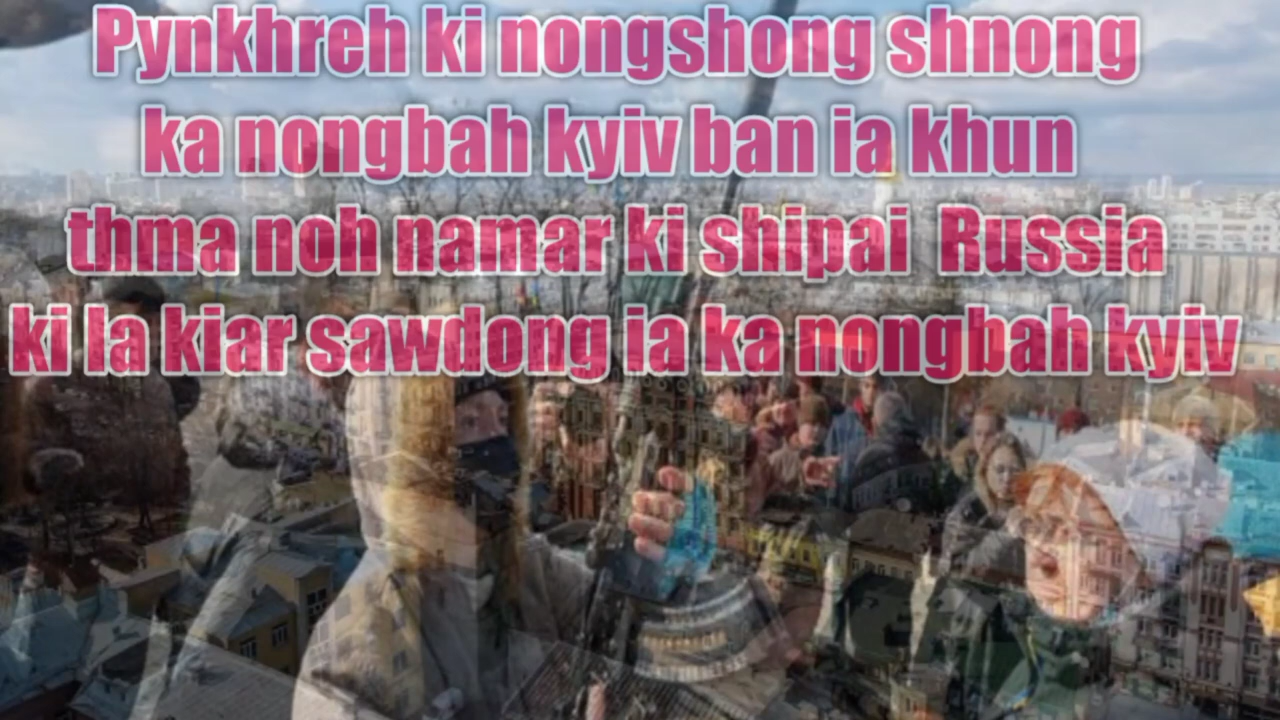 Pynkhreh ki nongshong shnong
ka nongbah kyiv ban ia khun
thma noh namar ki shipai Russia
ki la kiar sawdong ia ka nongbah kyiv